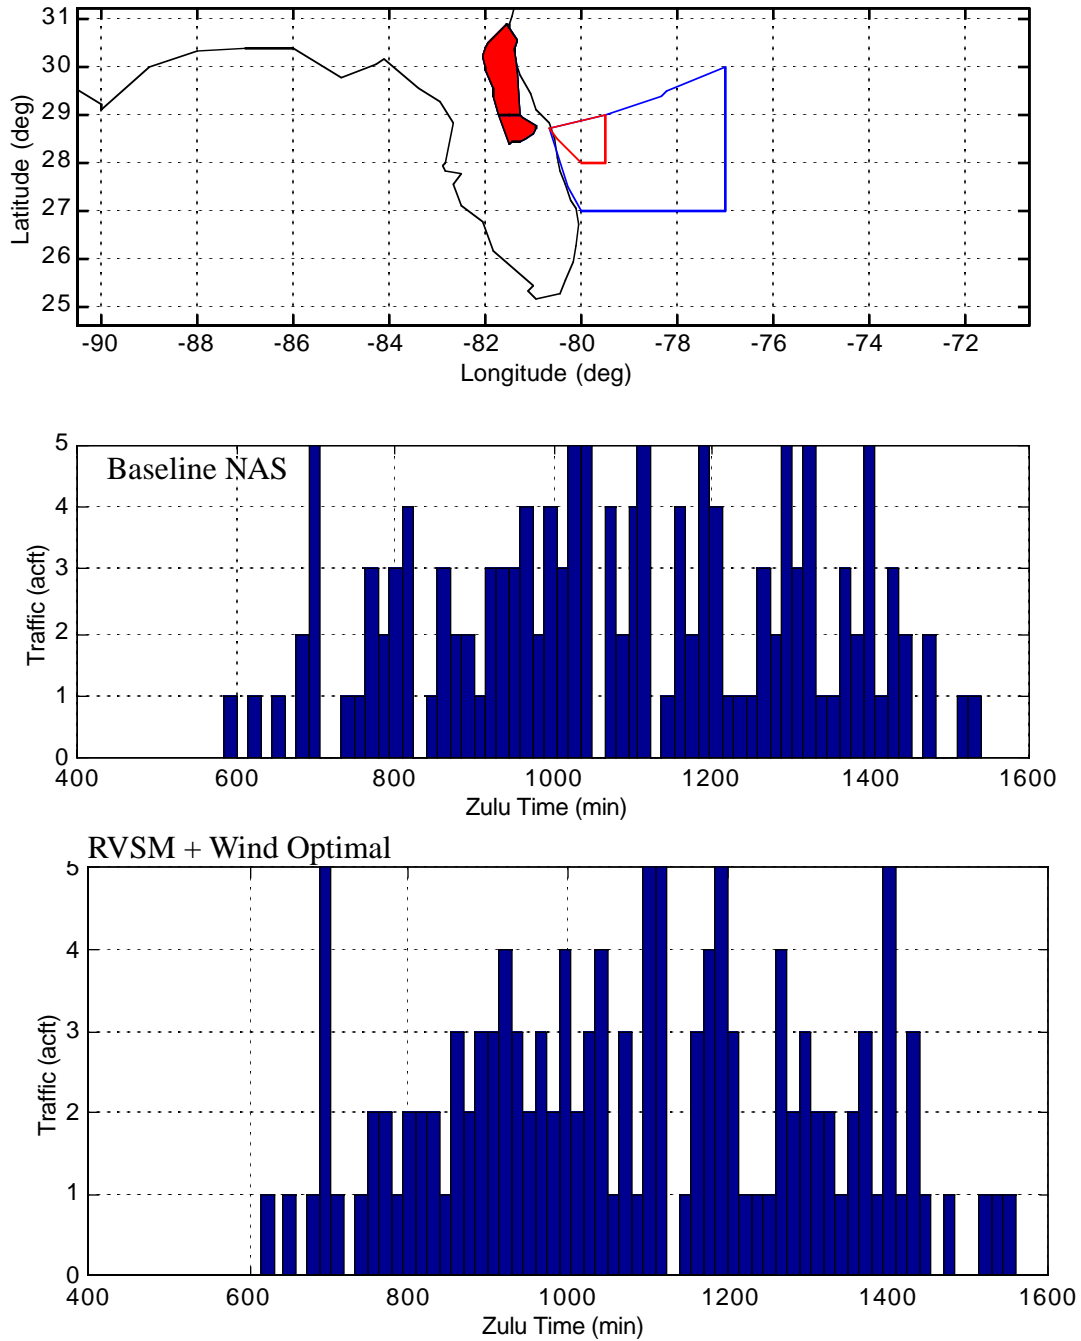 31
30
29
28
27
26
25
Latitude (deg)
-90 -88 -86 -84 -82 -80 -78 -76 -74 -72
Longitude (deg)
Baseline NAS
5
4
3
2
1
0
Traffic (acft)
400 600 800 1000 1200 1400 1600
Zulu Time (min)
RVSM + Wind Optimal
5
4
3
2
1
0
Traffic (acft)
400 600 800 1000 1200 1400 1600
Zulu Time (min)